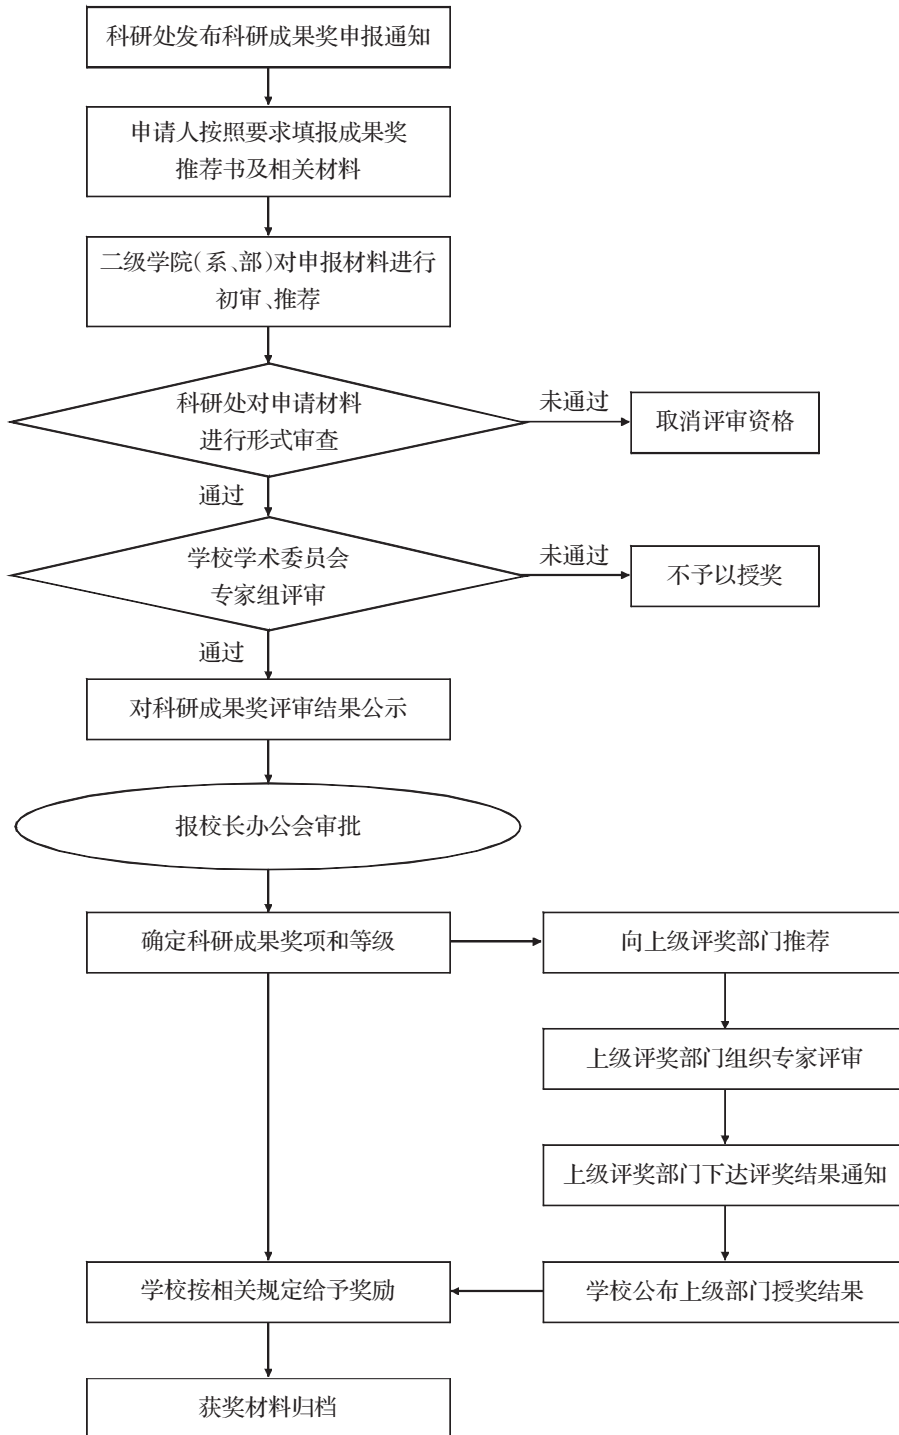 科研处发布科研成果奖申报通知
申请人按照要求填报成果奖
推荐书及相关材料
二级学院(系、部)对申报材料进行
初审、推荐
科研处对申请材料
进行形式审查
未通过
取消评审资格
通过
学校学术委员会
专家组评审
未通过
不予以授奖
通过
对科研成果奖评审结果公示
报校长办公会审批
确定科研成果奖项和等级
向上级评奖部门推荐
上级评奖部门组织专家评审
上级评奖部门下达评奖结果通知
学校按相关规定给予奖励
学校公布上级部门授奖结果
获奖材料归档